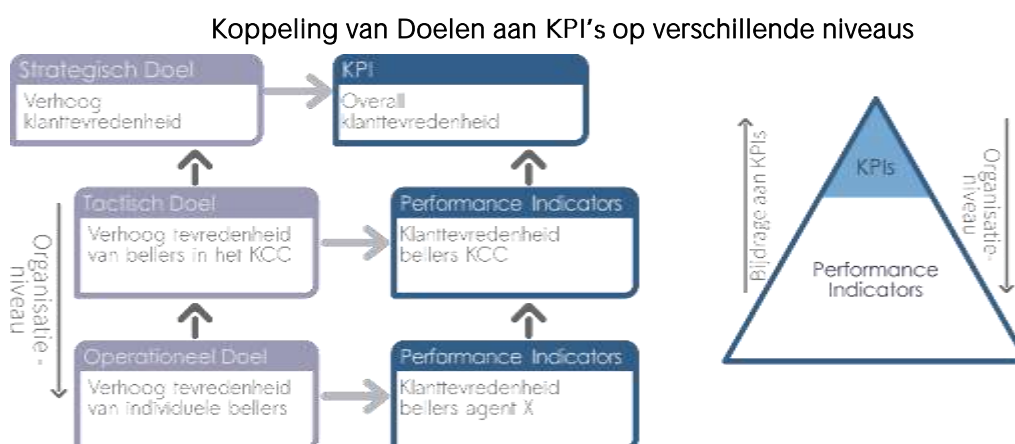 Koppeling van Doelen aan KPI's op verschillende niveaus
Strategisch Doel
Verhoog
klanttevredenheid
KPI
Overall
klanttevredenheid
Tactisch Doel
Verhoog tevredenheid
van bellers in het KCC
Performance Indicators
Klanttevredenheid
bellers KCC
Operationeel Doel
Verhoog tevredenheid
van individuele bellers
Performance Indicators
Klanttevredenheid
bellers agent X
Organisatie-
niveau
Bijdrage aan KPIs
KPIs
Performance
Indicators
Organisatie-
niveau